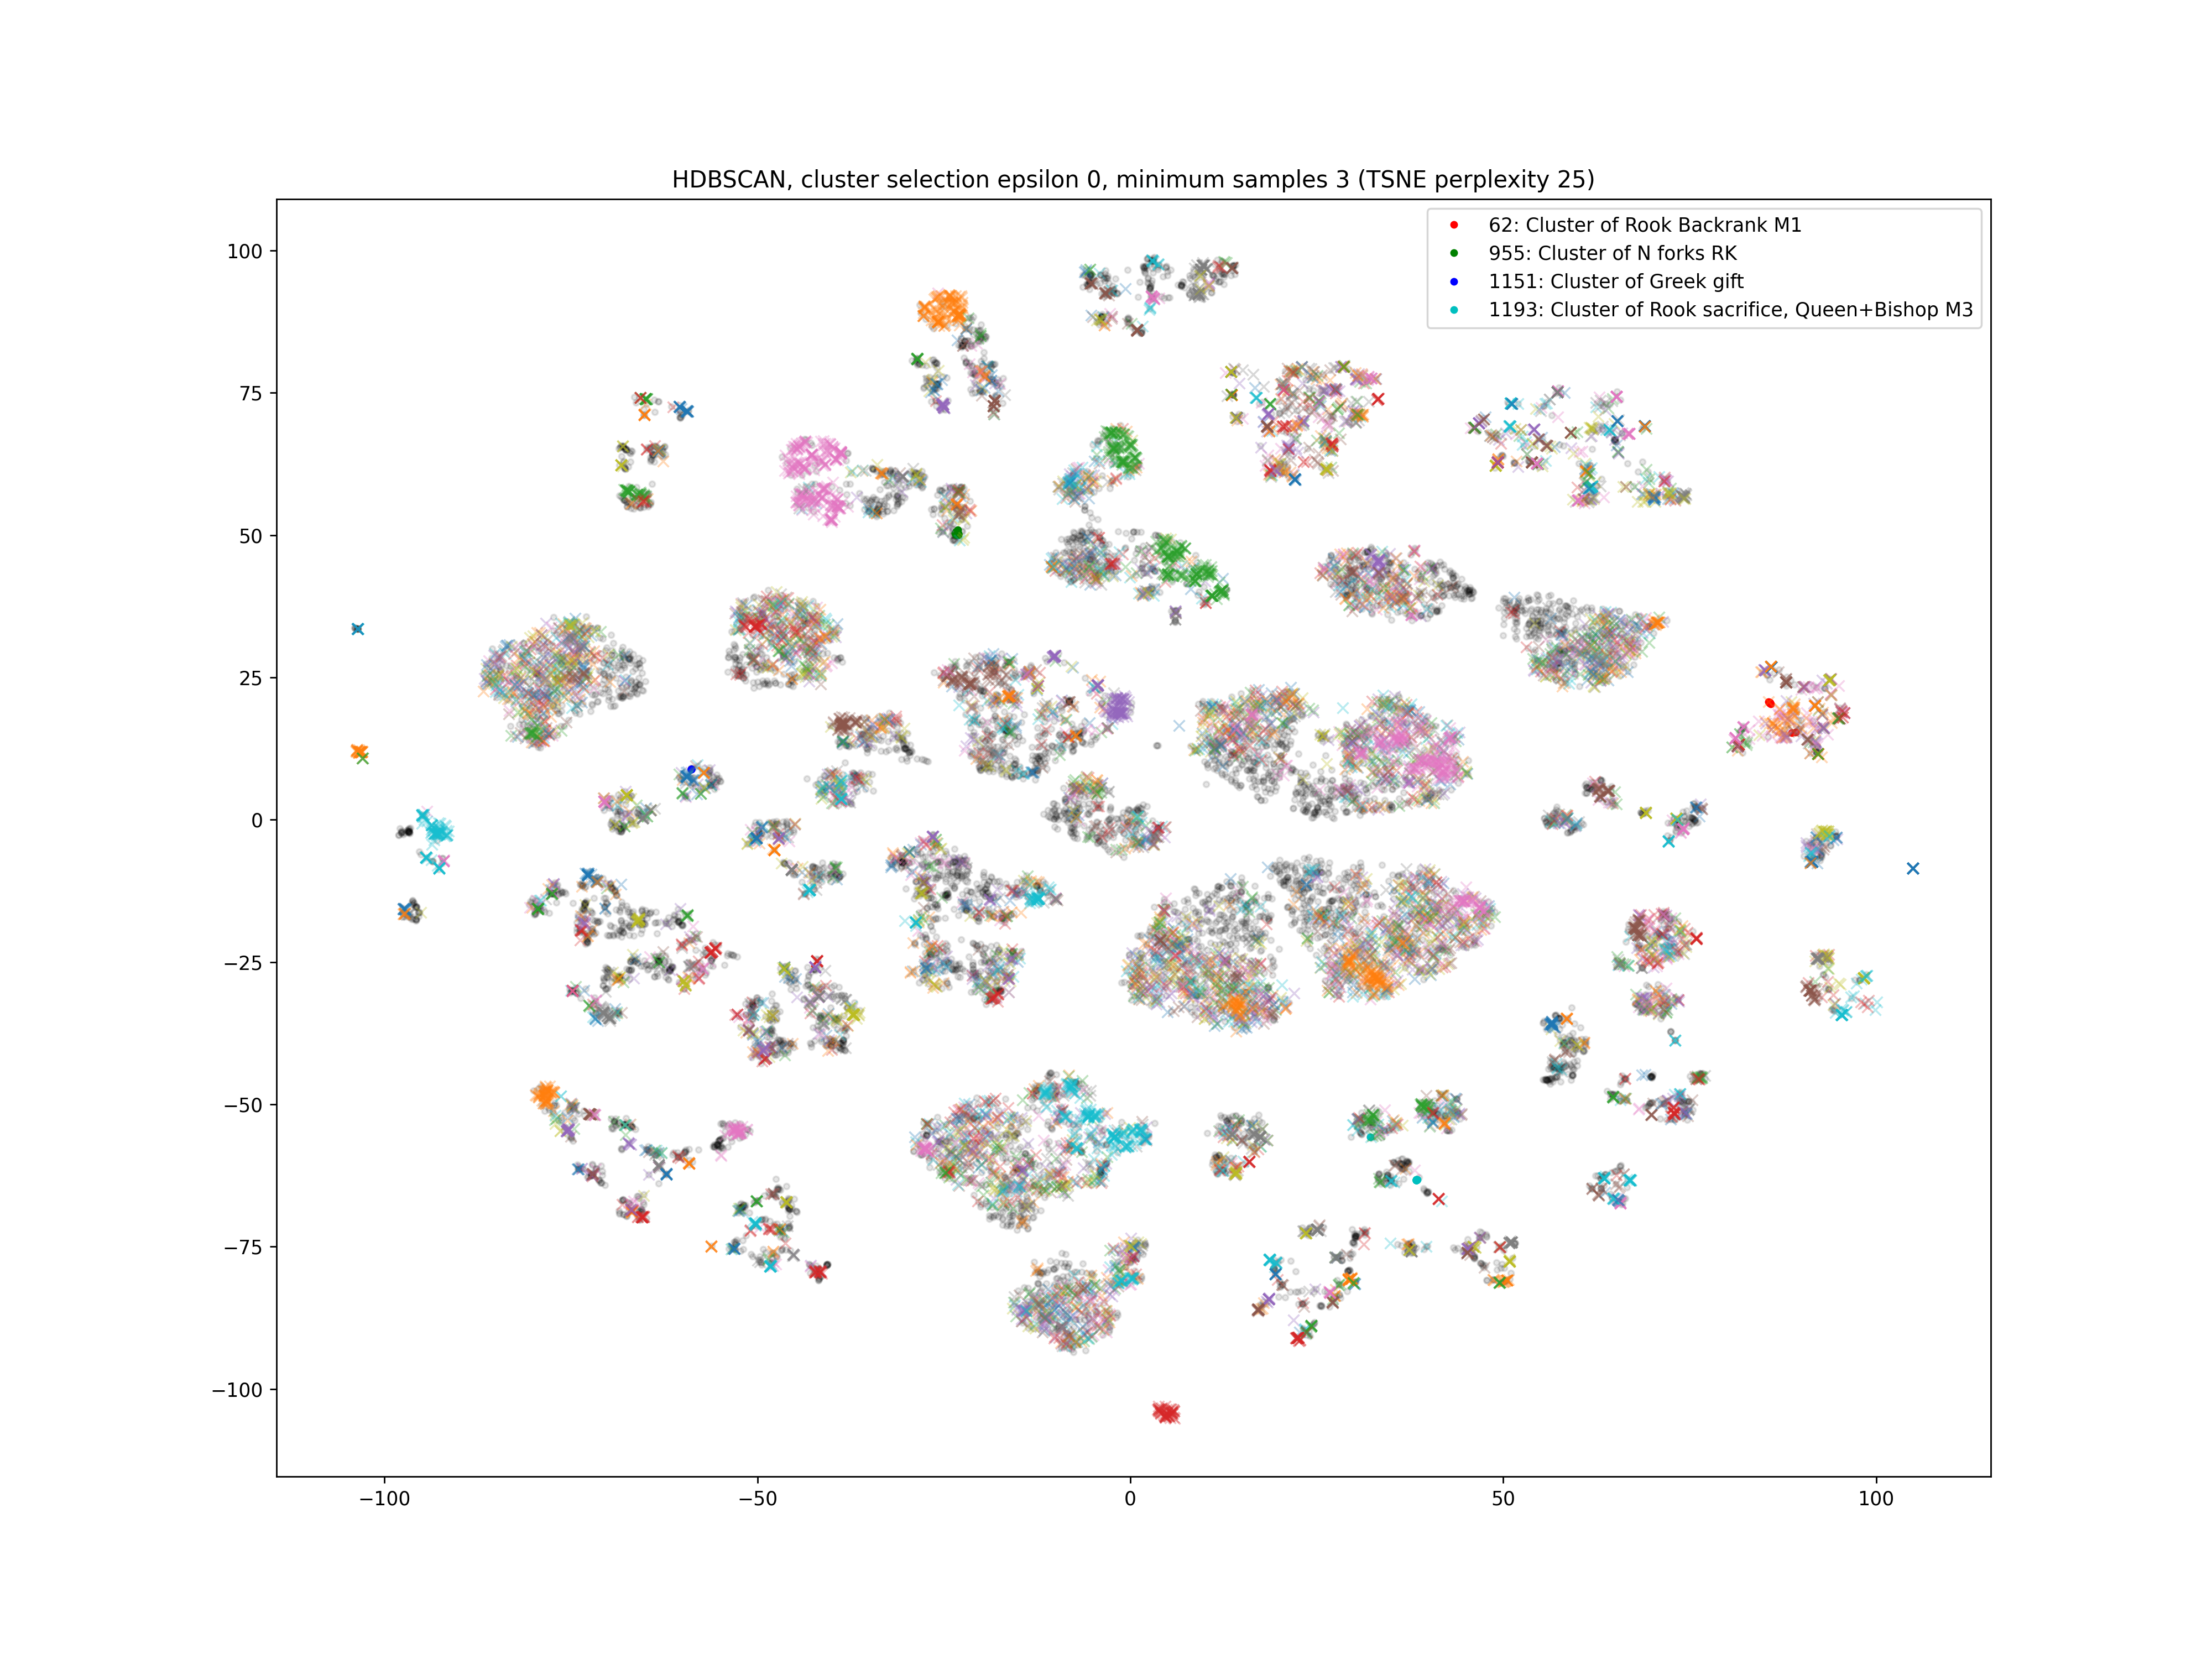 HDBSCAN, cluster selection epsilon 0, minimum samples 3 (TSNE perplexity 25)
62: Cluster of Rook Backrank M1
955: Cluster of N forks RK
1151: Cluster of Greek gift
1193: Cluster of Rook sacrifice, Queen+Bishop M3
100
75
50
25
0
−25
−50
−75
−100
−100 −50 0 50 100